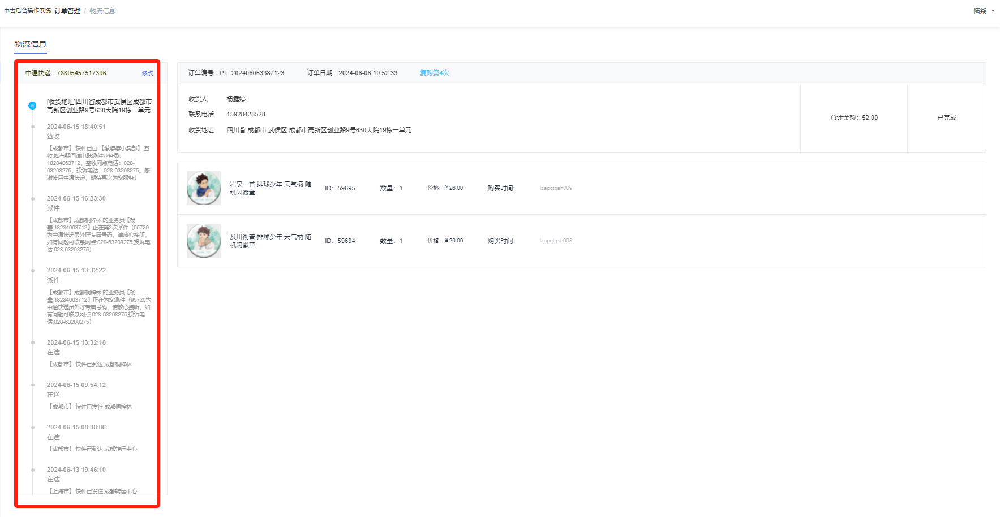 中古后台操作系统 订单管理 / 物流信息
陆柒
物流信息
中通快递 78805457517396 修改
收
[收货地址]四川省成都市武侯区成都市
高新区创业路9号630大院19栋一单元
2024-06-15 18:40:51
签收
【成都市】 快件已由 【蔡婆婆小卖部】 签
收,如有疑问请电联派件业务员：
18284063712，签收网点电话：028-
63208275，投诉电话：028-63208275。感
谢使用中通快递，期待再次为您服务！
2024-06-15 16:23:30
派件
【成都市】成都桐梓林 的业务员【杨
鑫,18284063712】正在第2次派件（95720
为中通快递员外呼专属号码，请放心接听，
如有问题可联系网点:028-63208275,投诉电
话:028-63208275）
2024-06-15 13:32:22
派件
【成都市】成都桐梓林 的业务员【杨
鑫,18284063712】正在为您派件（95720为
中通快递员外呼专属号码，请放心接听，如
有问题可联系网点:028-63208275,投诉电
话:028-63208275）
2024-06-15 13:32:18
在途
【成都市】 快件已到达 成都桐梓林
2024-06-15 09:54:12
在途
【成都市】 快件已发往 成都桐梓林
2024-06-15 08:08:08
在途
【成都市】 快件已到达 成都转运中心
2024-06-13 19:46:10
在途
【上海市】 快件已发往 成都转运中心
订单编号：PT_202406063387123 订单日期：2024-06-06 10:52:33 复购第4次
收货人 杨露婷
联系电话 15928428528
收货地址 四川省 成都市 武侯区 成都市高新区创业路9号630大院19栋一单元
总计金额：52.00
已完成
岩泉一普 排球少年 天气柄 随
机闪徽章
ID：59695 数量：1 价格：￥26.00 购买时间: lzapqtqsh009
及川彻普 排球少年 天气柄 随
机闪徽章
ID：59694 数量：1 价格：￥26.00 购买时间: lzapqtqsh008